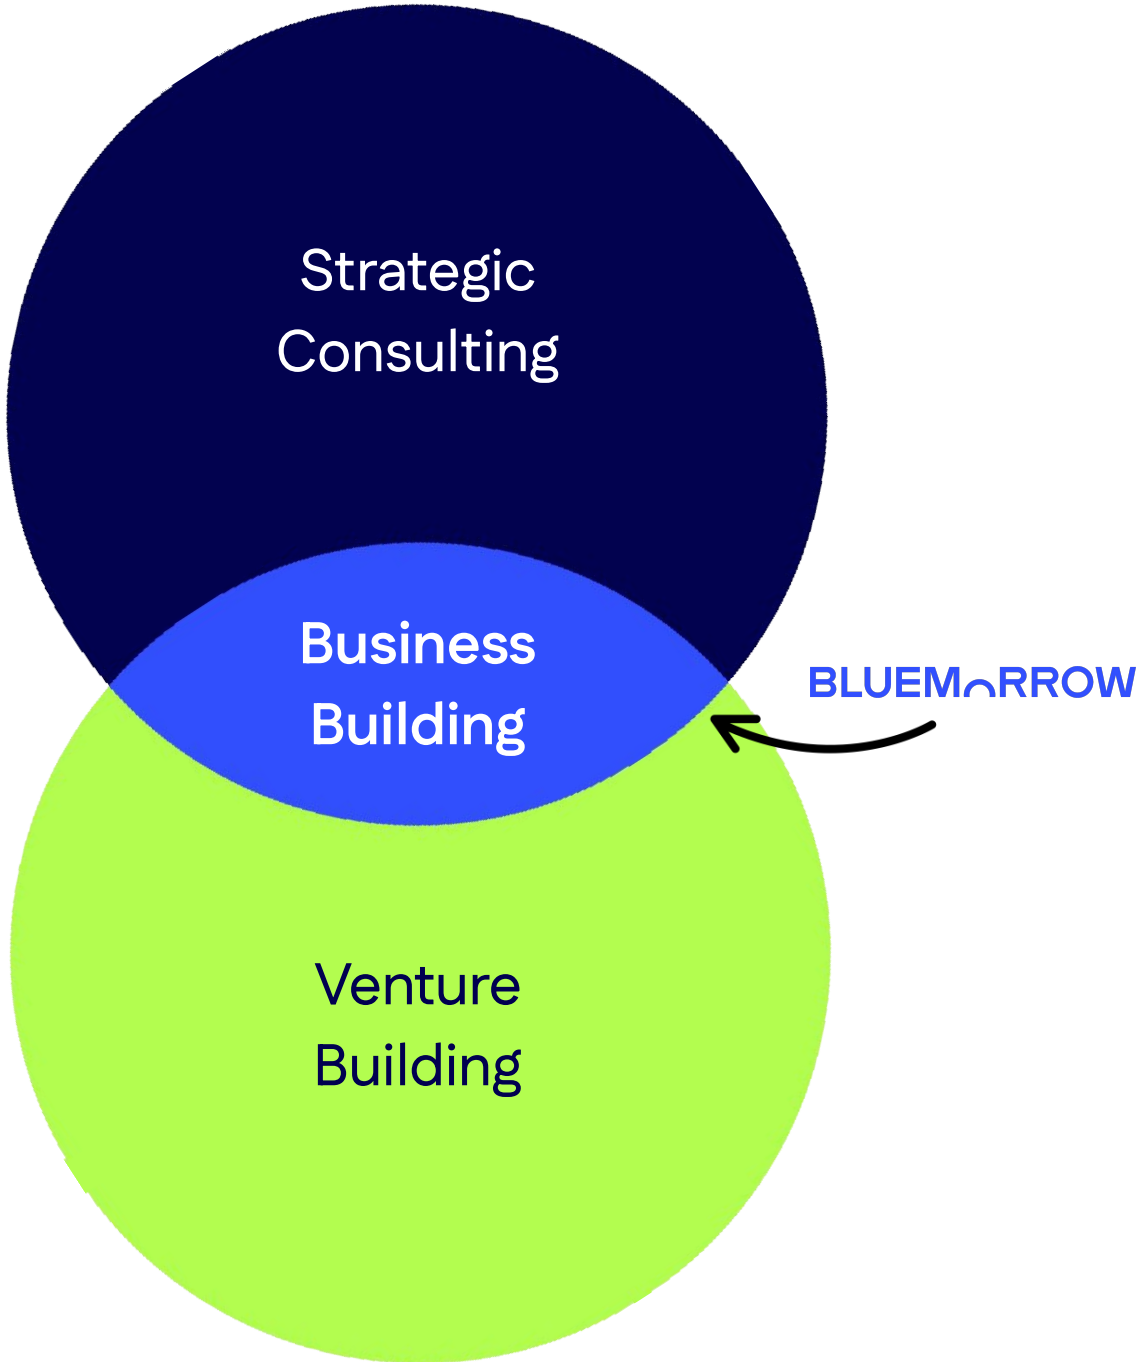 Strategic
Consulting
Business
Building
BLUEMORROW
Venture
Building